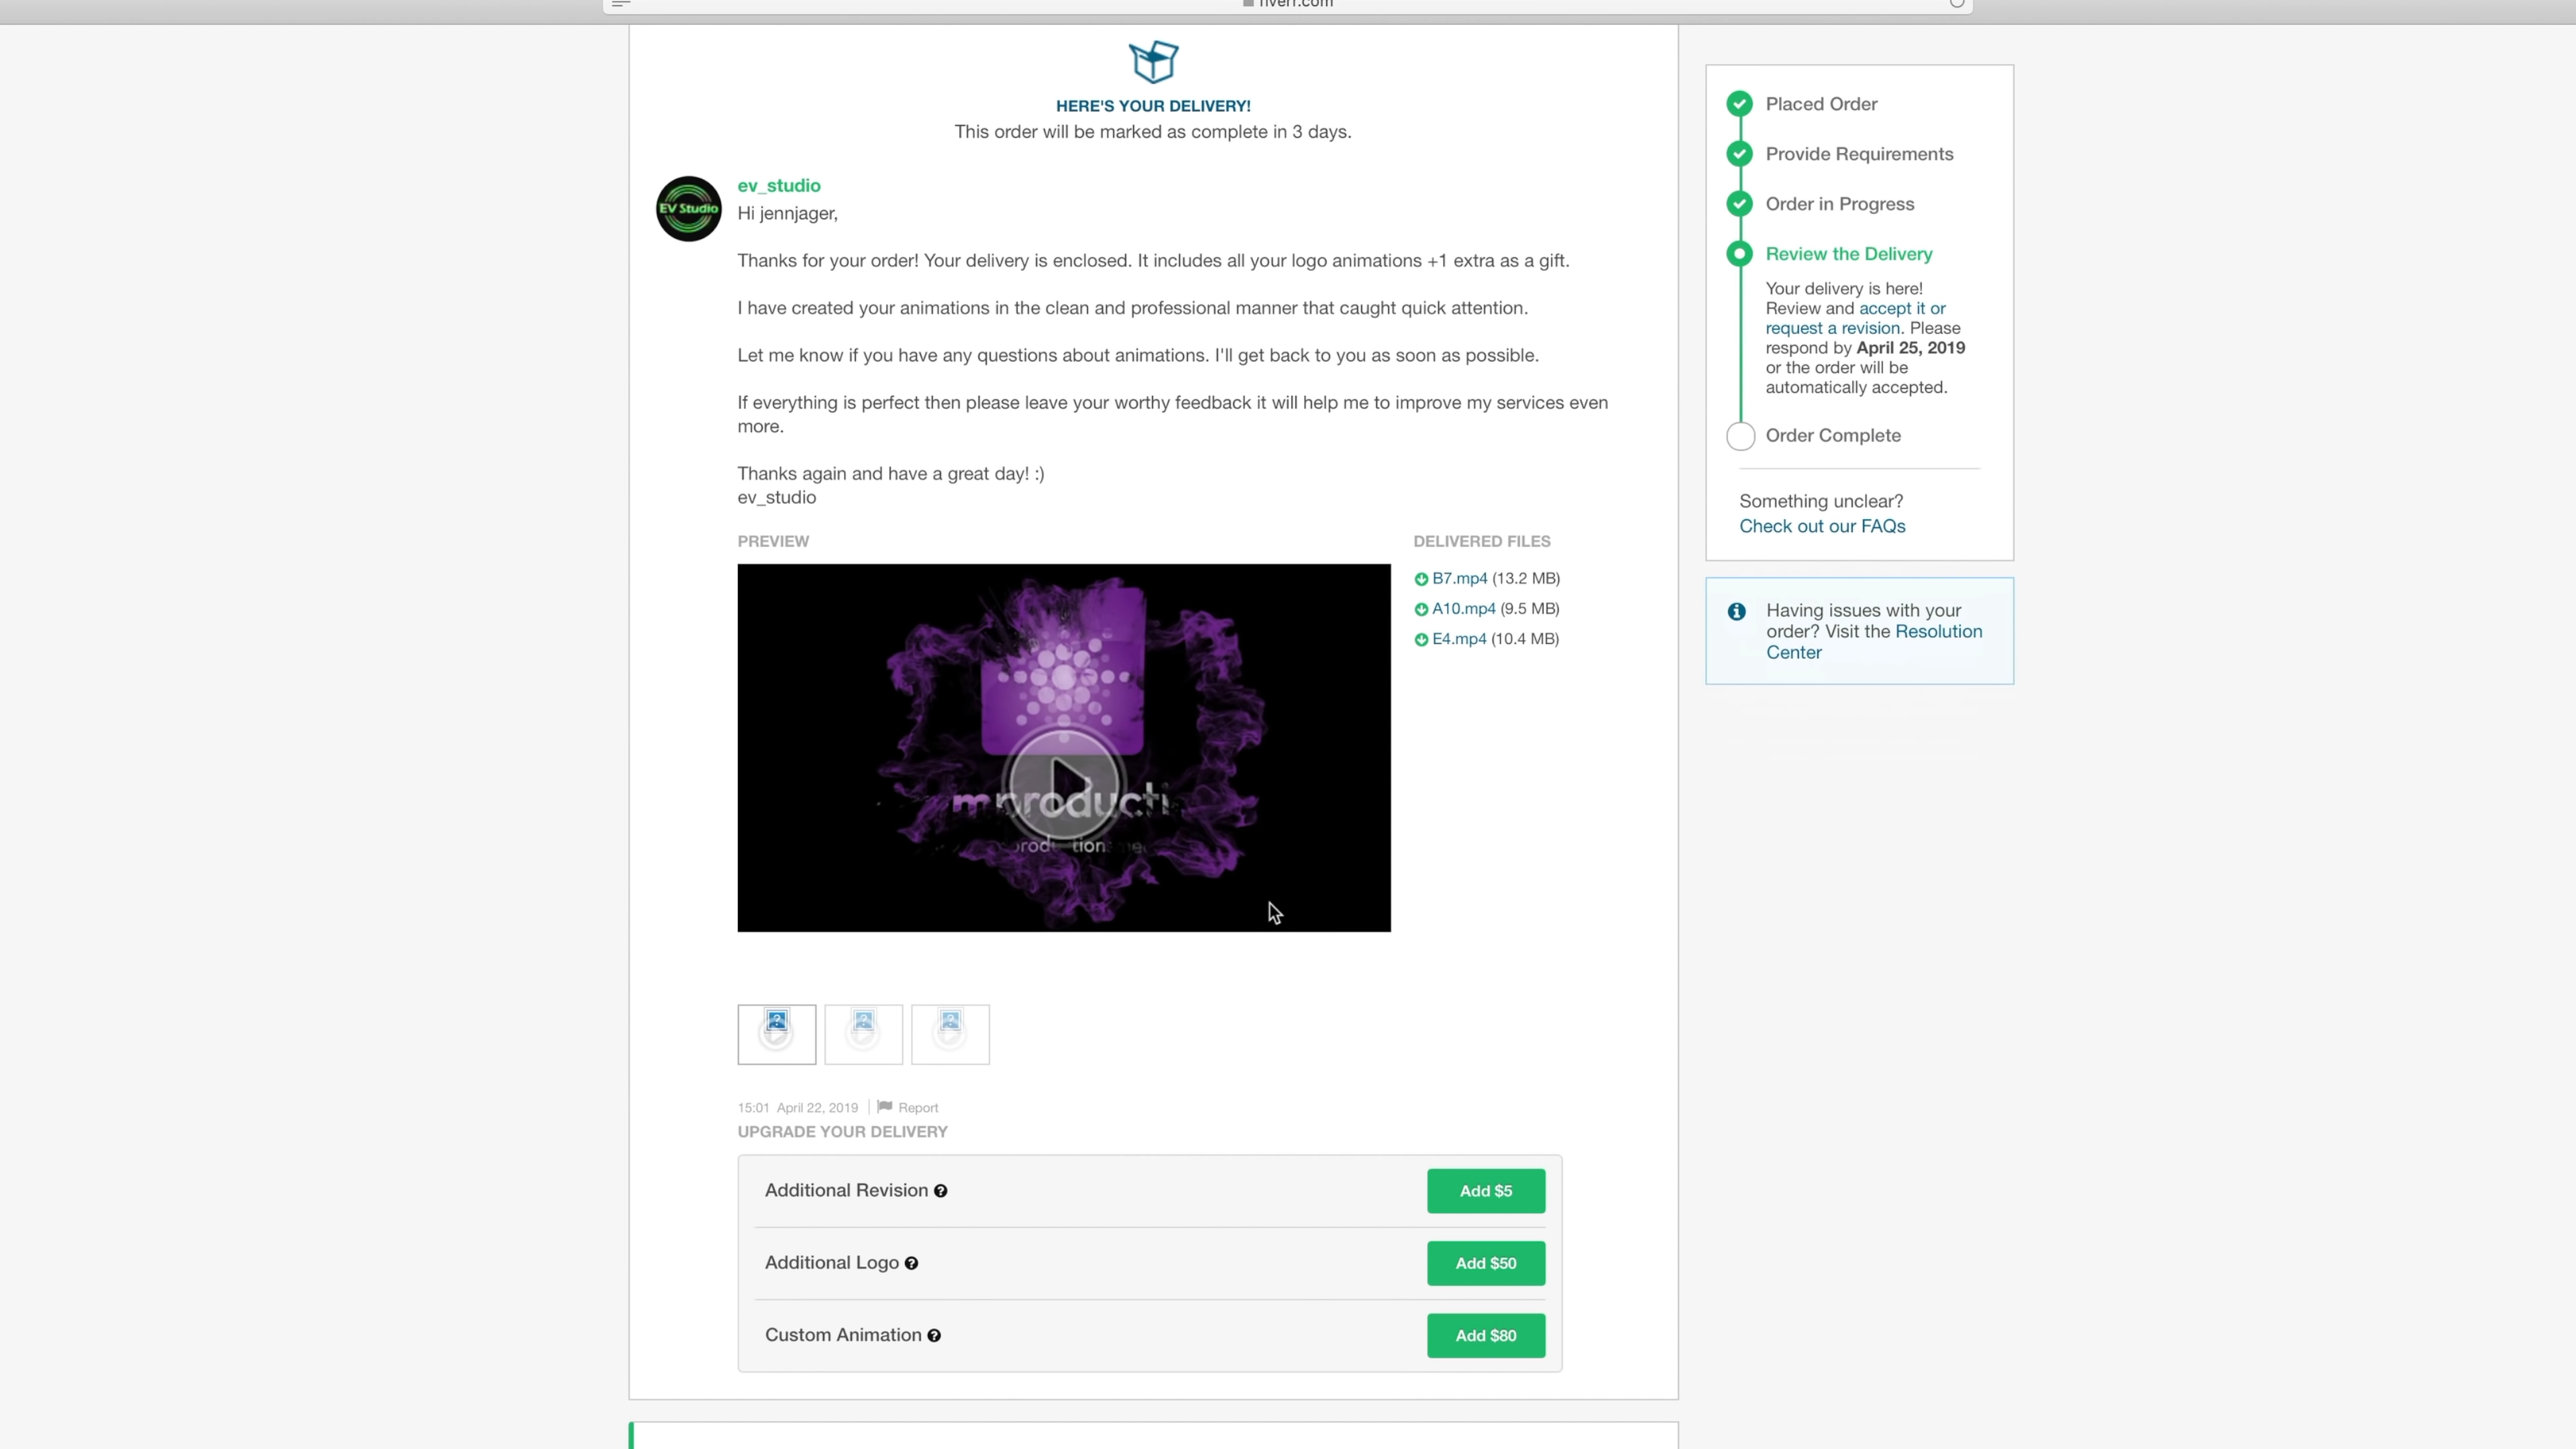 fiverr.com
HERE'S YOUR DELIVERY!
This order will be marked as complete in 3 days.
EV Studio
ev_studio
Hi jennjager,
Thanks for your order! Your delivery is enclosed. It includes all your logo animations +1 extra as a gift.
I have created your animations in the clean and professional manner that caught quick attention.
Let me know if you have any questions about animations. I'll get back to you as soon as possible.
If everything is perfect then please leave your worthy feedback it will help me to improve my services even
more.
Thanks again and have a great day! :)
ev_studio
PREVIEW
DELIVERED FILES
B7.mp4 (13.2 MB)
A10.mp4 (9.5 MB)
E4.mp4 (10.4 MB)
15:01 April 22, 2019
Report
UPGRADE YOUR DELIVERY
Additional Revision
Add $5
Additional Logo
Add $50
Custom Animation
Add $80
Placed Order
Provide Requirements
Order in Progress
Review the Delivery
Your delivery is here!
Review and accept it or
request a revision. Please
respond by April 25, 2019
or the order will be
automatically accepted.
Order Complete
Something unclear?
Check out our FAQs
Having issues with your
order? Visit the Resolution
Center